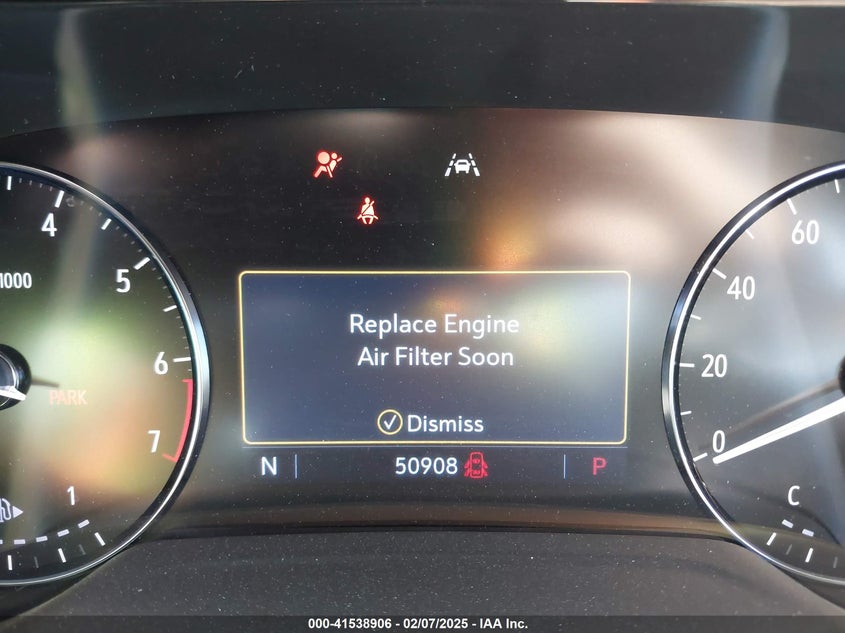 4
5
x1000
6
PARK
7
1
Replace Engine
Air Filter Soon
Dismiss
N 50908 P
60
40
20
0
C
000-41538906 - 02/07/2025 - IAA Inc.